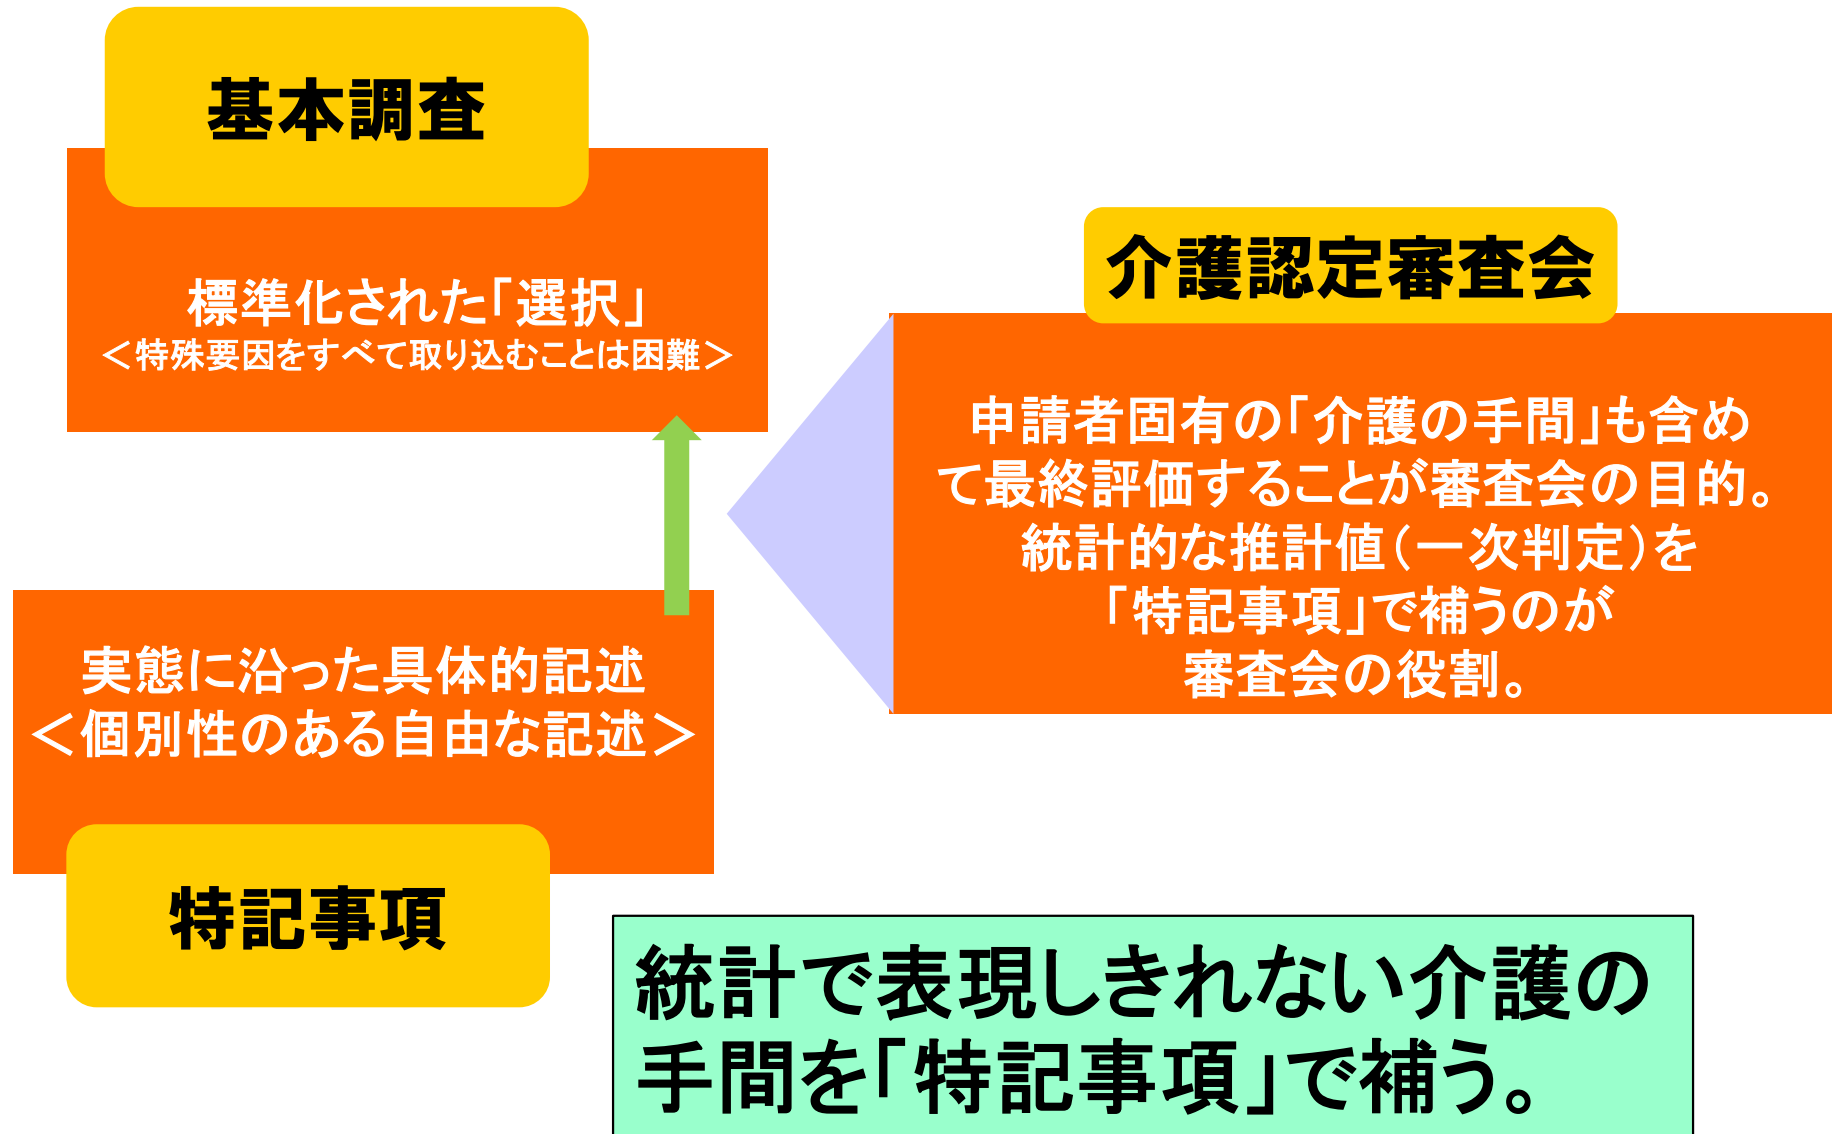 基本調査
標準化された「選択」
＜特殊要因をすべて取り込むことは困難＞
実態に沿った具体的記述
＜個別性のある自由な記述＞
特記事項
介護認定審査会
申請者固有の「介護の手間」も含め
て最終評価することが審査会の目的。
統計的な推計値（一次判定）を
「特記事項」で補うのが
審査会の役割。
統計で表現しきれない介護の
手間を「特記事項」で補う。